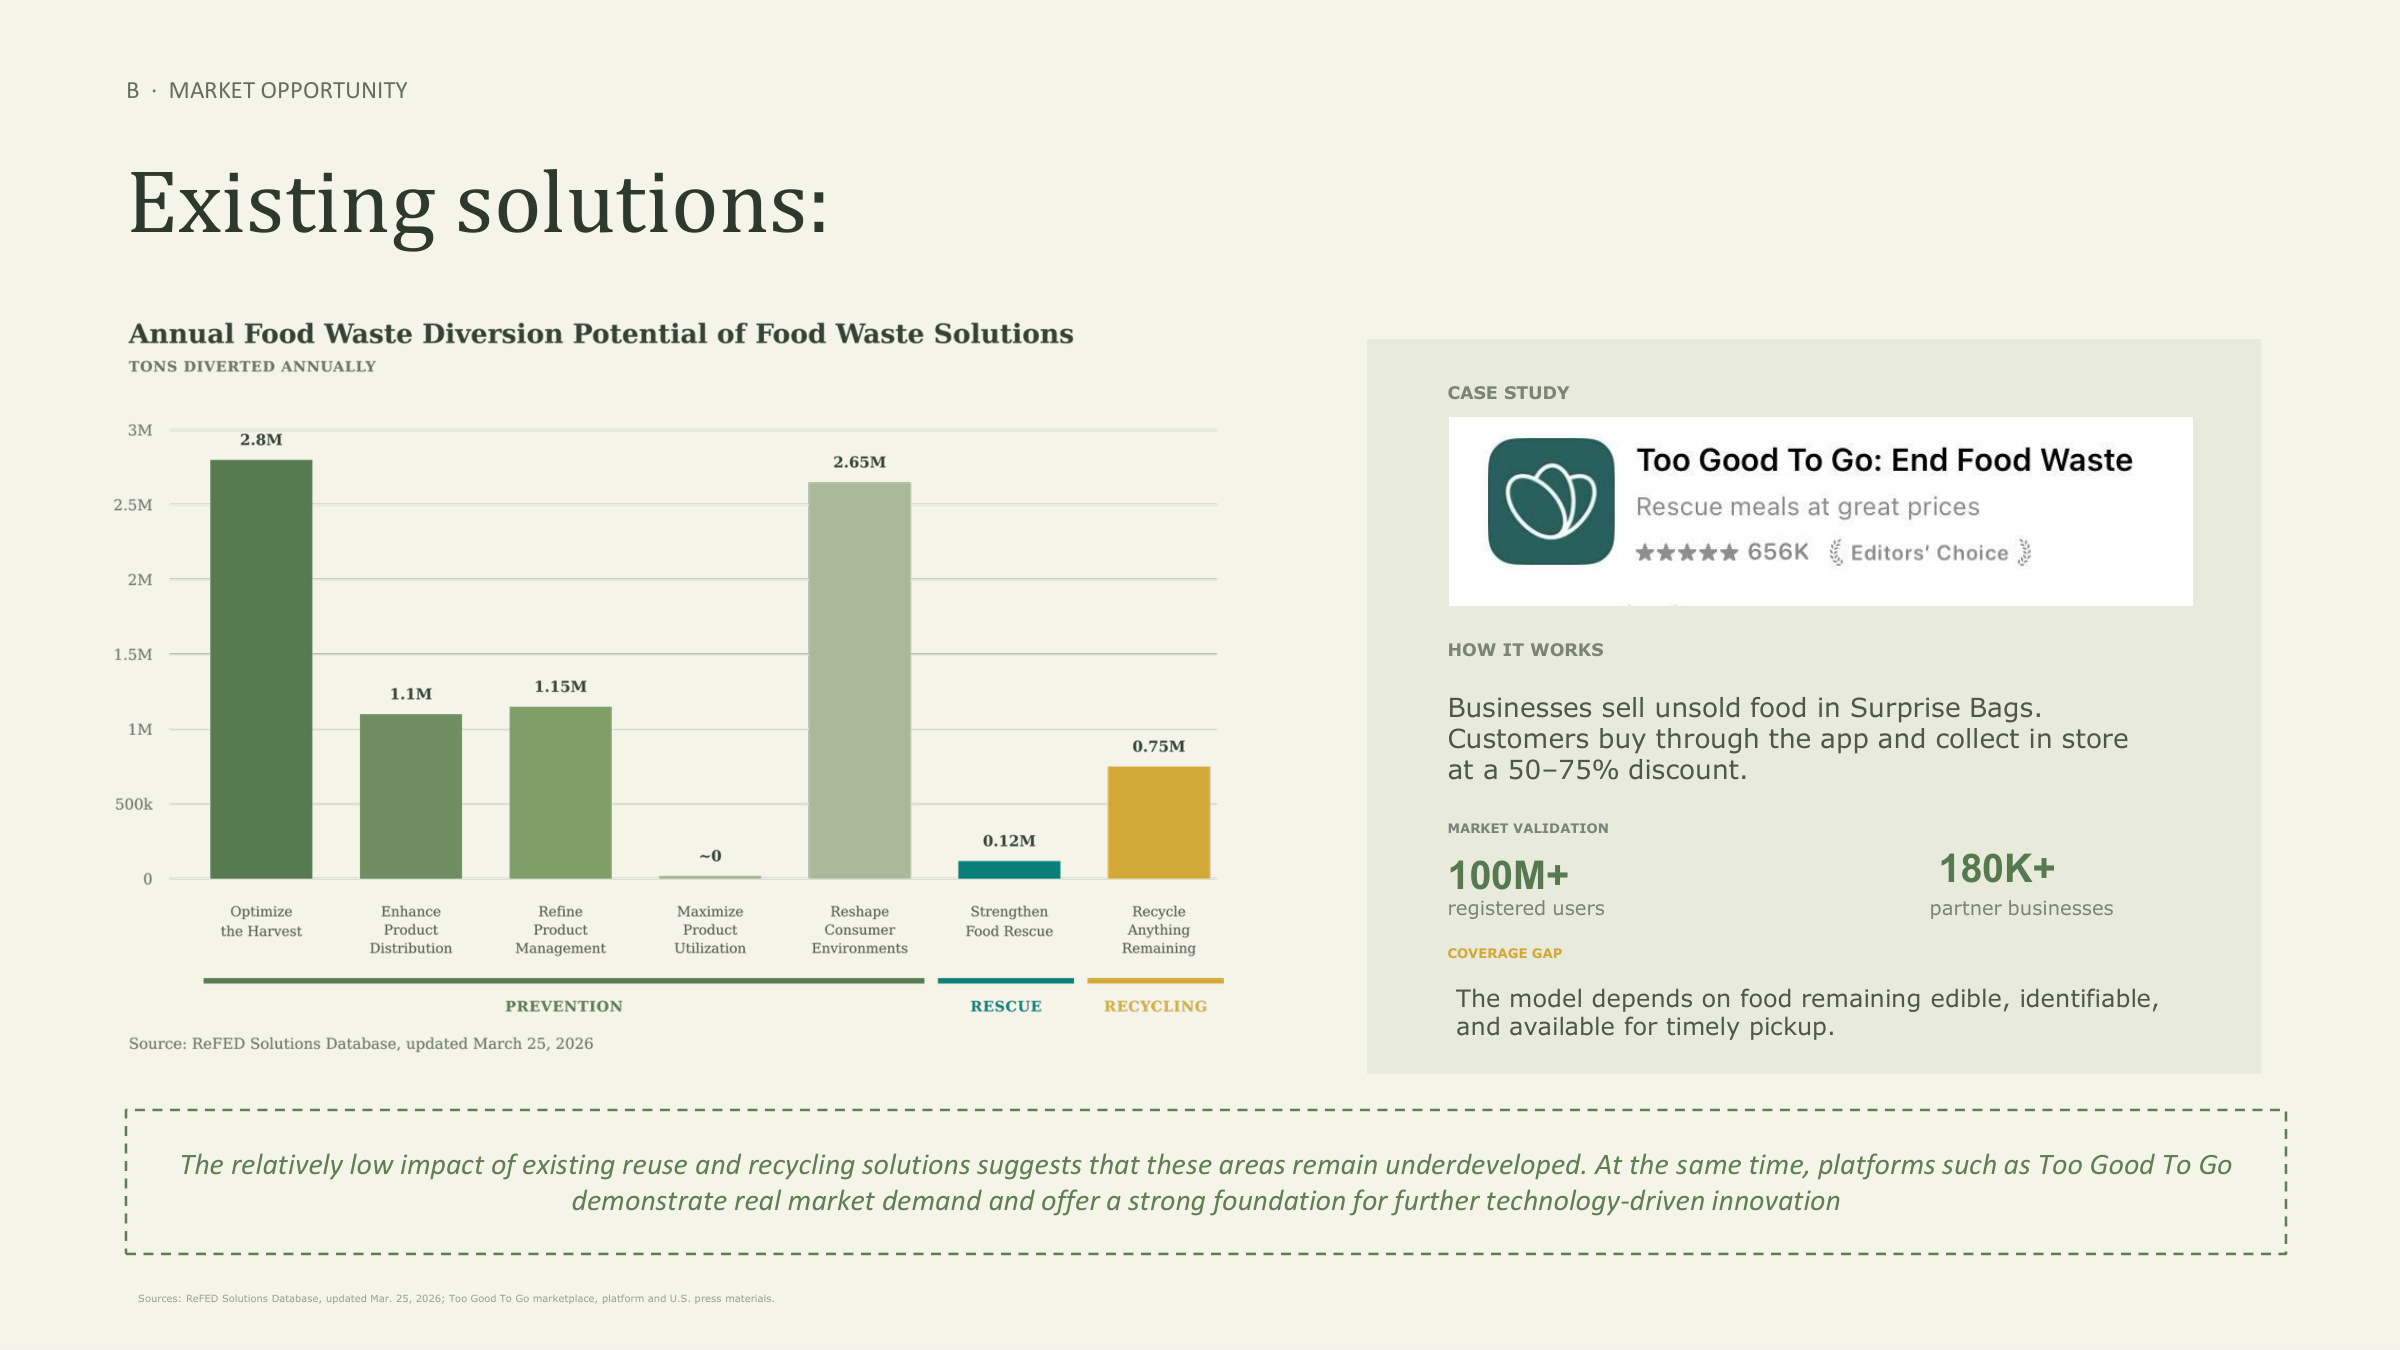 B · MARKET OPPORTUNITY
Existing solutions:
Annual Food Waste Diversion Potential of Food Waste Solutions
TONS DIVERTED ANNUALLY
3M
2.5M
2M
1.5M
1M
500k
0
2.8M
1.1M
1.15M
~0
2.65M
0.12M
0.75M
Optimize
the Harvest
Enhance
Product
Distribution
Refine
Product
Management
Maximize
Product
Utilization
Reshape
Consumer
Environments
Strengthen
Food Rescue
Recycle
Anything
Remaining
PREVENTION
RESCUE
RECYCLING
Source: ReFED Solutions Database, updated March 25, 2026
CASE STUDY
Too Good To Go: End Food Waste
Rescue meals at great prices
★★★★★ 656K Editors' Choice
HOW IT WORKS
Businesses sell unsold food in Surprise Bags.
Customers buy through the app and collect in store
at a 50–75% discount.
MARKET VALIDATION
100M+
registered users
180K+
partner businesses
COVERAGE GAP
The model depends on food remaining edible, identifiable,
and available for timely pickup.
The relatively low impact of existing reuse and recycling solutions suggests that these areas remain underdeveloped. At the same time, platforms such as Too Good To Go
demonstrate real market demand and offer a strong foundation for further technology-driven innovation
Sources: ReFED Solutions Database, updated Mar. 25, 2026; Too Good To Go marketplace, platform and U.S. press materials.